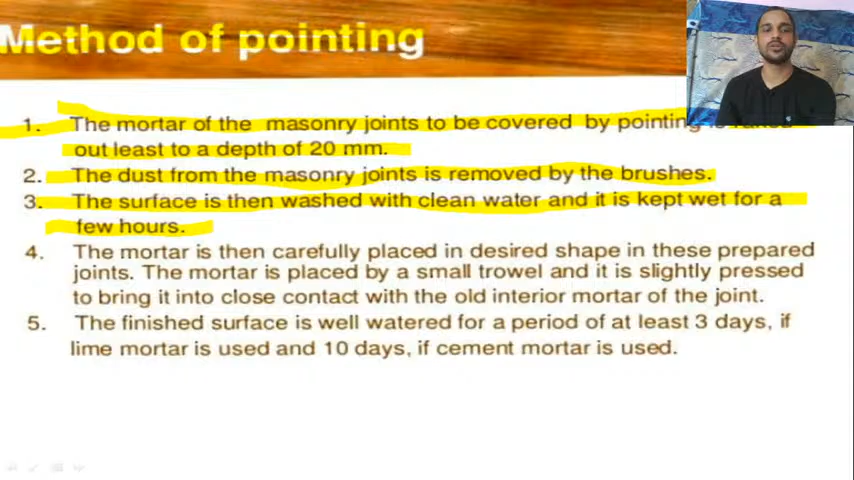 Method of pointing
1. The mortar of the masonry joints to be covered by pointing is raked
out least to a depth of 20 mm.
2. The dust from the masonry joints is removed by the brushes.
3. The surface is then washed with clean water and it is kept wet for a
few hours.
4. The mortar is then carefully placed in desired shape in these prepared
joints. The mortar is placed by a small trowel and it is slightly pressed
to bring it into close contact with the old interior mortar of the joint.
5. The finished surface is well watered for a period of at least 3 days, if
lime mortar is used and 10 days, if cement mortar is used.